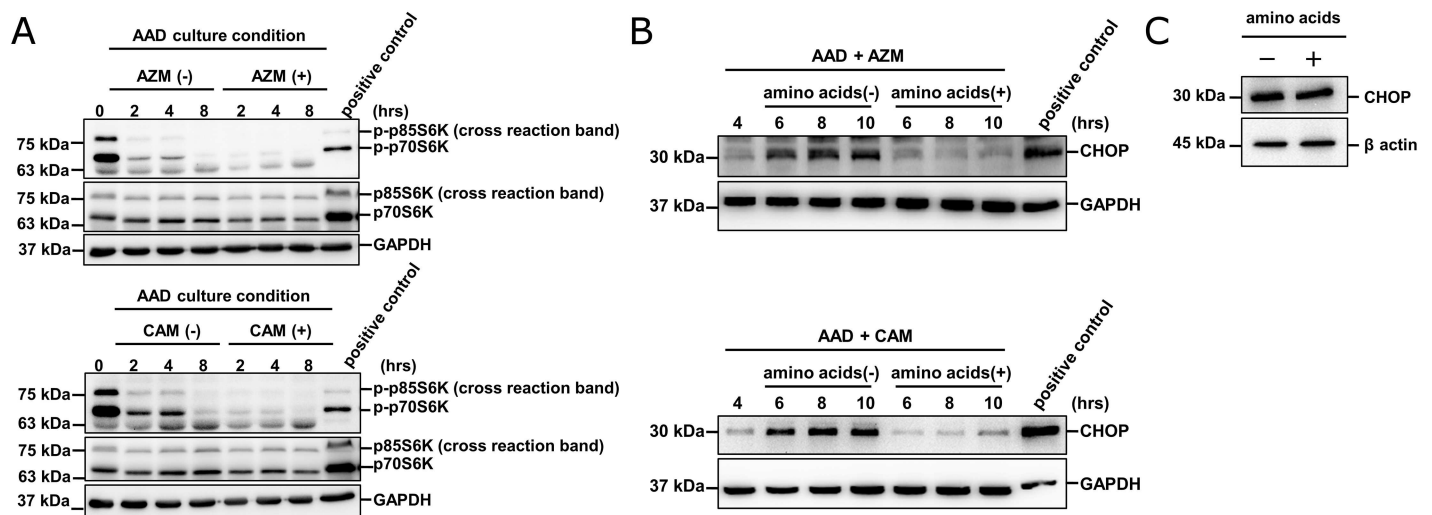 A
AAD culture condition
AZM (-) AZM (+)
positive control
0 2 4 8 2 4 8 (hrs)
p-p85S6K (cross reaction band)
75 kDa
p-p70S6K
63 kDa
p85S6K (cross reaction band)
75 kDa
p70S6K
63 kDa
37 kDa GAPDH
AAD culture condition
CAM (-) CAM (+)
positive control
0 2 4 8 2 4 8 (hrs)
p-p85S6K (cross reaction band)
75 kDa
p-p70S6K
63 kDa
p85S6K (cross reaction band)
75 kDa
p70S6K
63 kDa
37 kDa GAPDH
B
AAD + AZM
positive control
amino acids(-) amino acids(+)
4 6 8 10 6 8 10 (hrs)
30 kDa CHOP
37 kDa GAPDH
AAD + CAM
positive control
amino acids(-) amino acids(+)
4 6 8 10 6 8 10 (hrs)
30 kDa CHOP
37 kDa GAPDH
C
amino acids
− +
30 kDa CHOP
45 kDa β actin